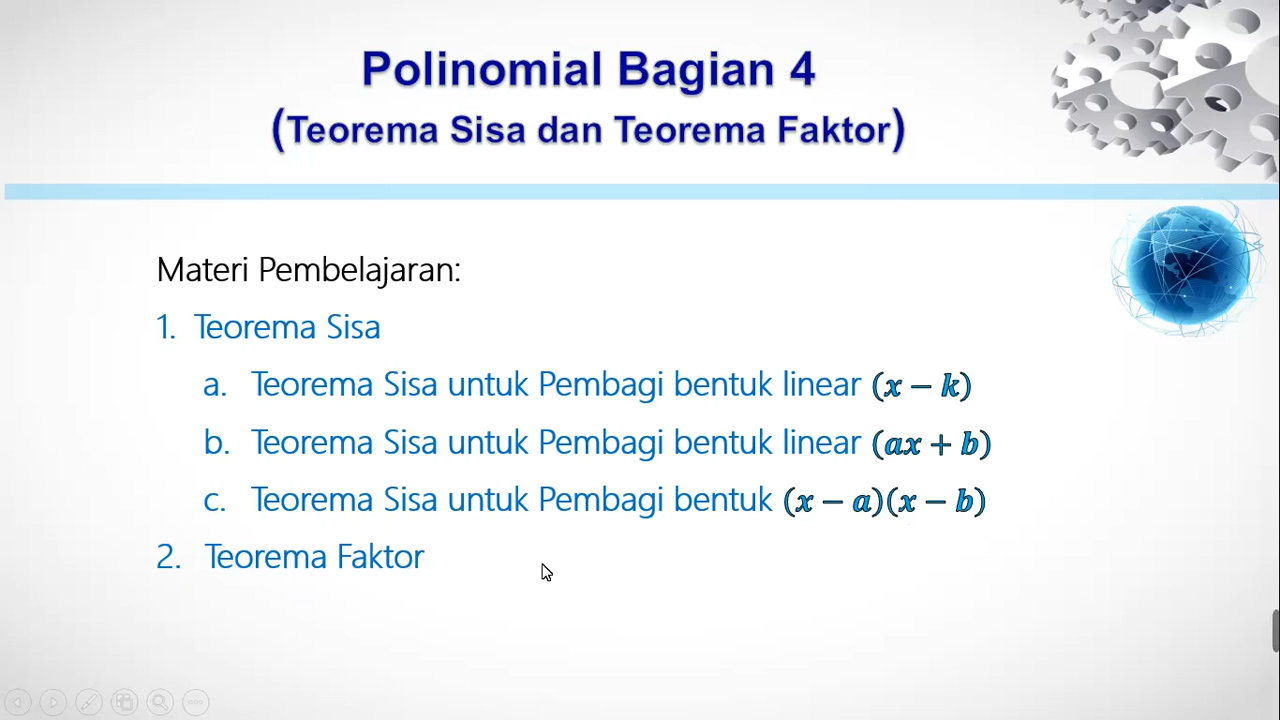 Polinomial Bagian 4
(Teorema Sisa dan Teorema Faktor)
Materi Pembelajaran:
1. Teorema Sisa
a. Teorema Sisa untuk Pembagi bentuk linear (x − k)
b. Teorema Sisa untuk Pembagi bentuk linear (ax + b)
c. Teorema Sisa untuk Pembagi bentuk (x − a)(x − b)
2. Teorema Faktor